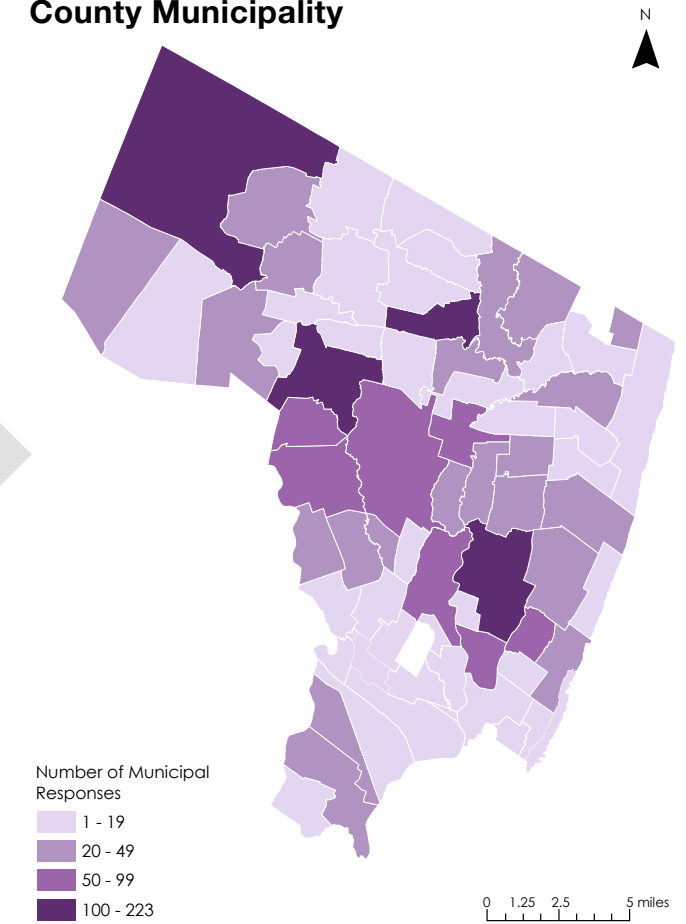 County Municipality
N
Number of Municipal
Responses
1 - 19
20 - 49
50 - 99
100 - 223
0 1.25 2.5 5 miles